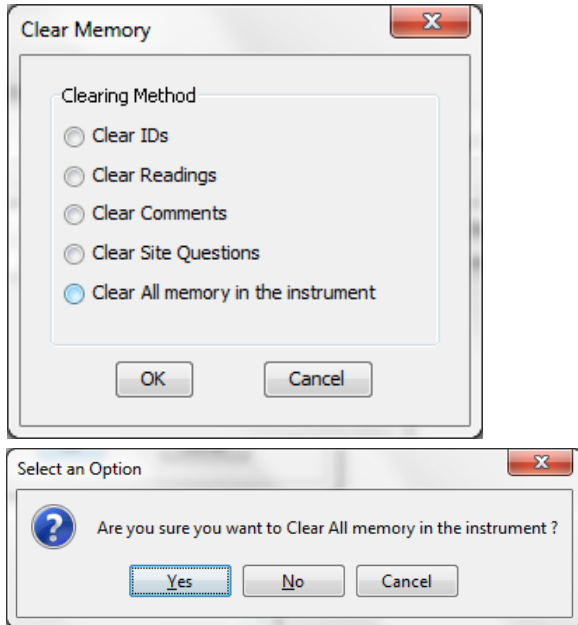 Clear Memory
Clearing Method
Clear IDs
Clear Readings
Clear Comments
Clear Site Questions
Clear All memory in the instrument
OK Cancel
Select an Option
Are you sure you want to Clear All memory in the instrument ?
Yes No Cancel